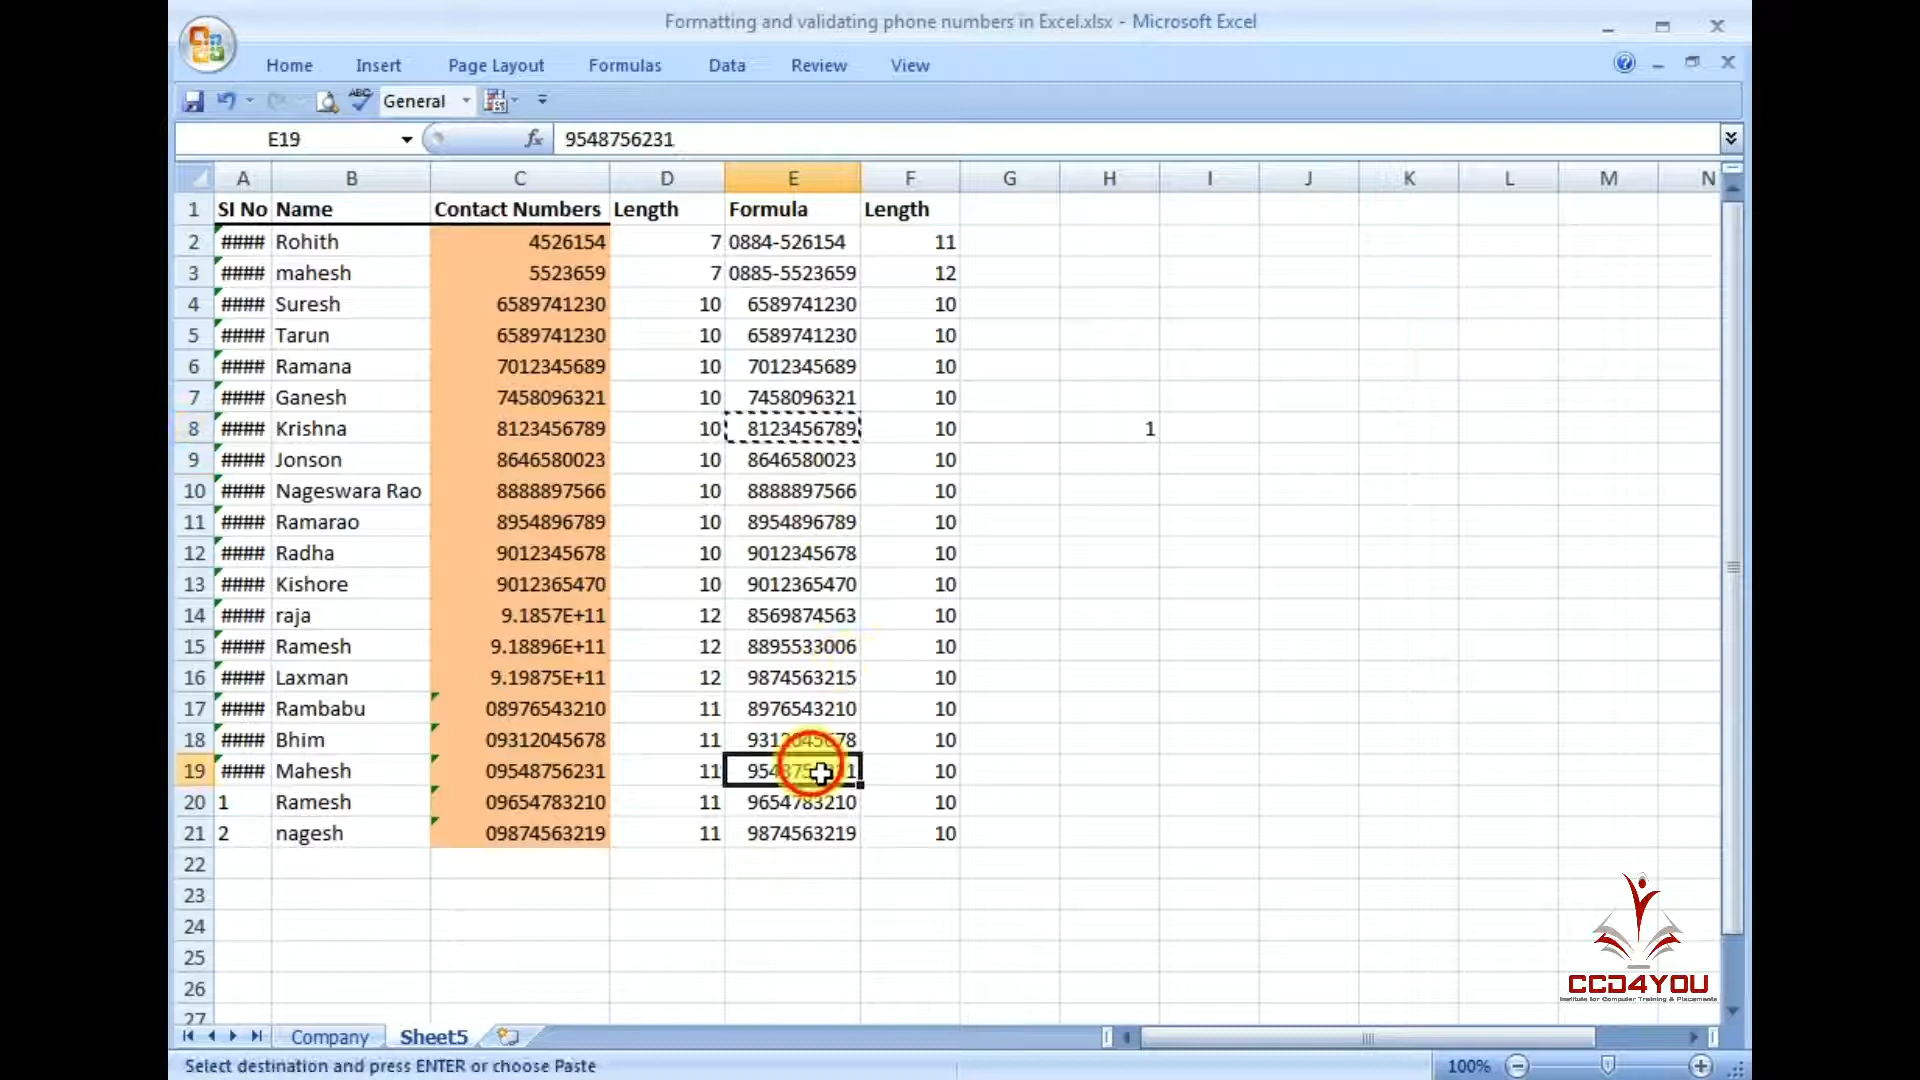 Formatting and validating phone numbers in Excel.xlsx - Microsoft Excel
Home Insert Page Layout Formulas Data Review View
ABC General
E19 fx 9548756231
A B C D E F G H I J K L M N
1 SI No Name Contact Numbers Length Formula Length
2 #### Rohith 4526154 7 0884-526154 11
3 #### mahesh 5523659 7 0885-5523659 12
4 #### Suresh 6589741230 10 6589741230 10
5 #### Tarun 6589741230 10 6589741230 10
6 #### Ramana 7012345689 10 7012345689 10
7 #### Ganesh 7458096321 10 7458096321 10
8 #### Krishna 8123456789 10 8123456789 10 1
9 #### Jonson 8646580023 10 8646580023 10
10 #### Nageswara Rao 8888897566 10 8888897566 10
11 #### Ramarao 8954896789 10 8954896789 10
12 #### Radha 9012345678 10 9012345678 10
13 #### Kishore 9012365470 10 9012365470 10
14 #### raja 9.1857E+11 12 8569874563 10
15 #### Ramesh 9.18896E+11 12 8895533006 10
16 #### Laxman 9.19875E+11 12 9874563215 10
17 #### Rambabu 08976543210 11 8976543210 10
18 #### Bhim 09312045678 11 9312045678 10
19 #### Mahesh 09548756231 11 10
20 1 Ramesh 09654783210 11 9654783210 10
21 2 nagesh 09874563219 11 9874563219 10
22
23
24
25
26
27
CCD4YOU
Institute for Computer Training & Placements
Company Sheet5
Select destination and press ENTER or choose Paste 100%